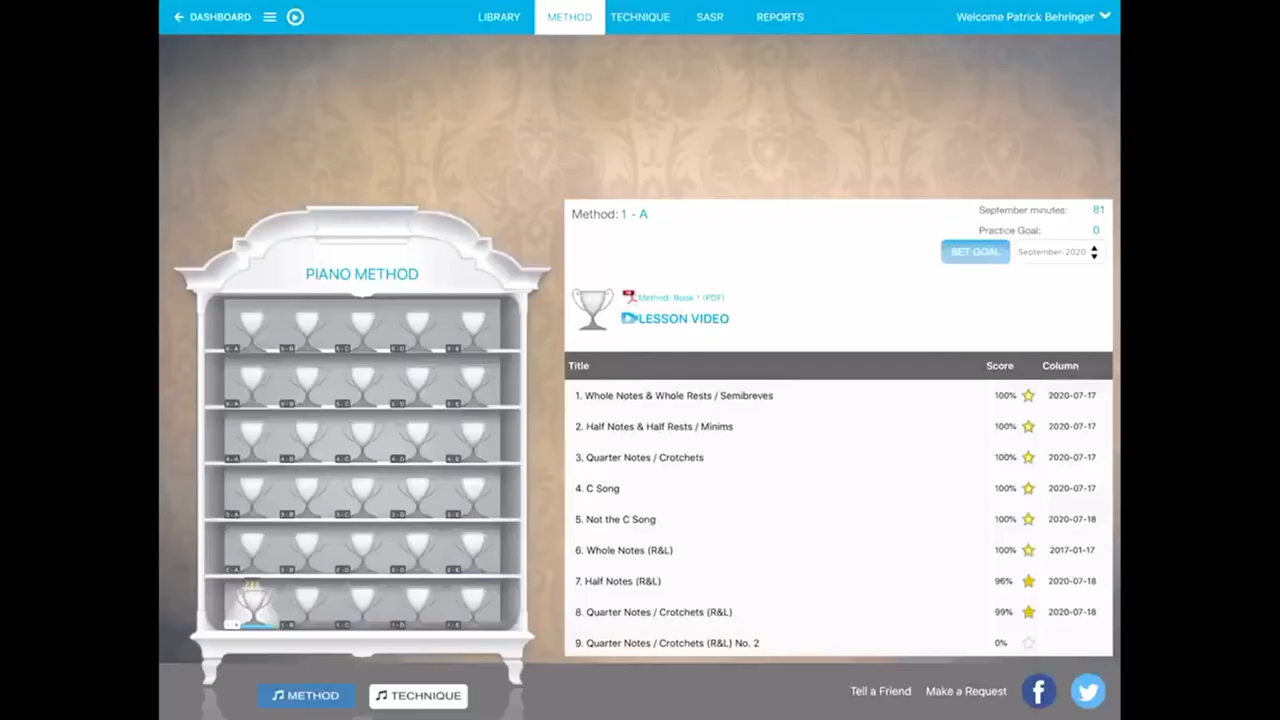 DASHBOARD
LIBRARY METHOD TECHNIQUE SASR REPORTS
Welcome Patrick Behringer
PIANO METHOD
Method: 1 - A
September minutes: 81
Practice Goal: 0
SET GOAL September-2020
Method: Book 1 (PDF)
LESSON VIDEO
Title Score Column
1. Whole Notes & Whole Rests / Semibreves 100% 2020-07-17
2. Half Notes & Half Rests / Minims 100% 2020-07-17
3. Quarter Notes / Crotchets 100% 2020-07-17
4. C Song 100% 2020-07-17
5. Not the C Song 100% 2020-07-18
6. Whole Notes (R&L) 100% 2017-01-17
7. Half Notes (R&L) 96% 2020-07-18
8. Quarter Notes / Crotchets (R&L) 99% 2020-07-18
9. Quarter Notes / Crotchets (R&L) No. 2 0%
METHOD TECHNIQUE
Tell a Friend Make a Request